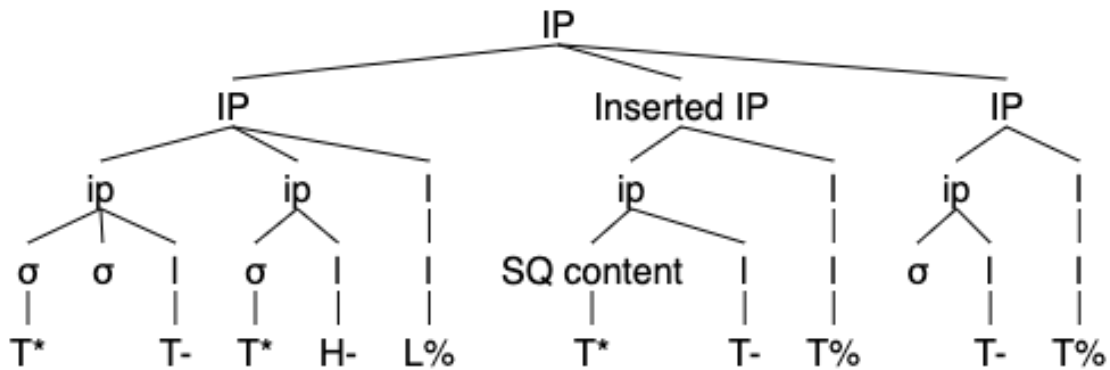 IP
IP Inserted IP IP
ip ip | ip | ip |
σ σ | σ | | SQ content | | σ | |
T* T- T* H- L% T* T- T% T- T%